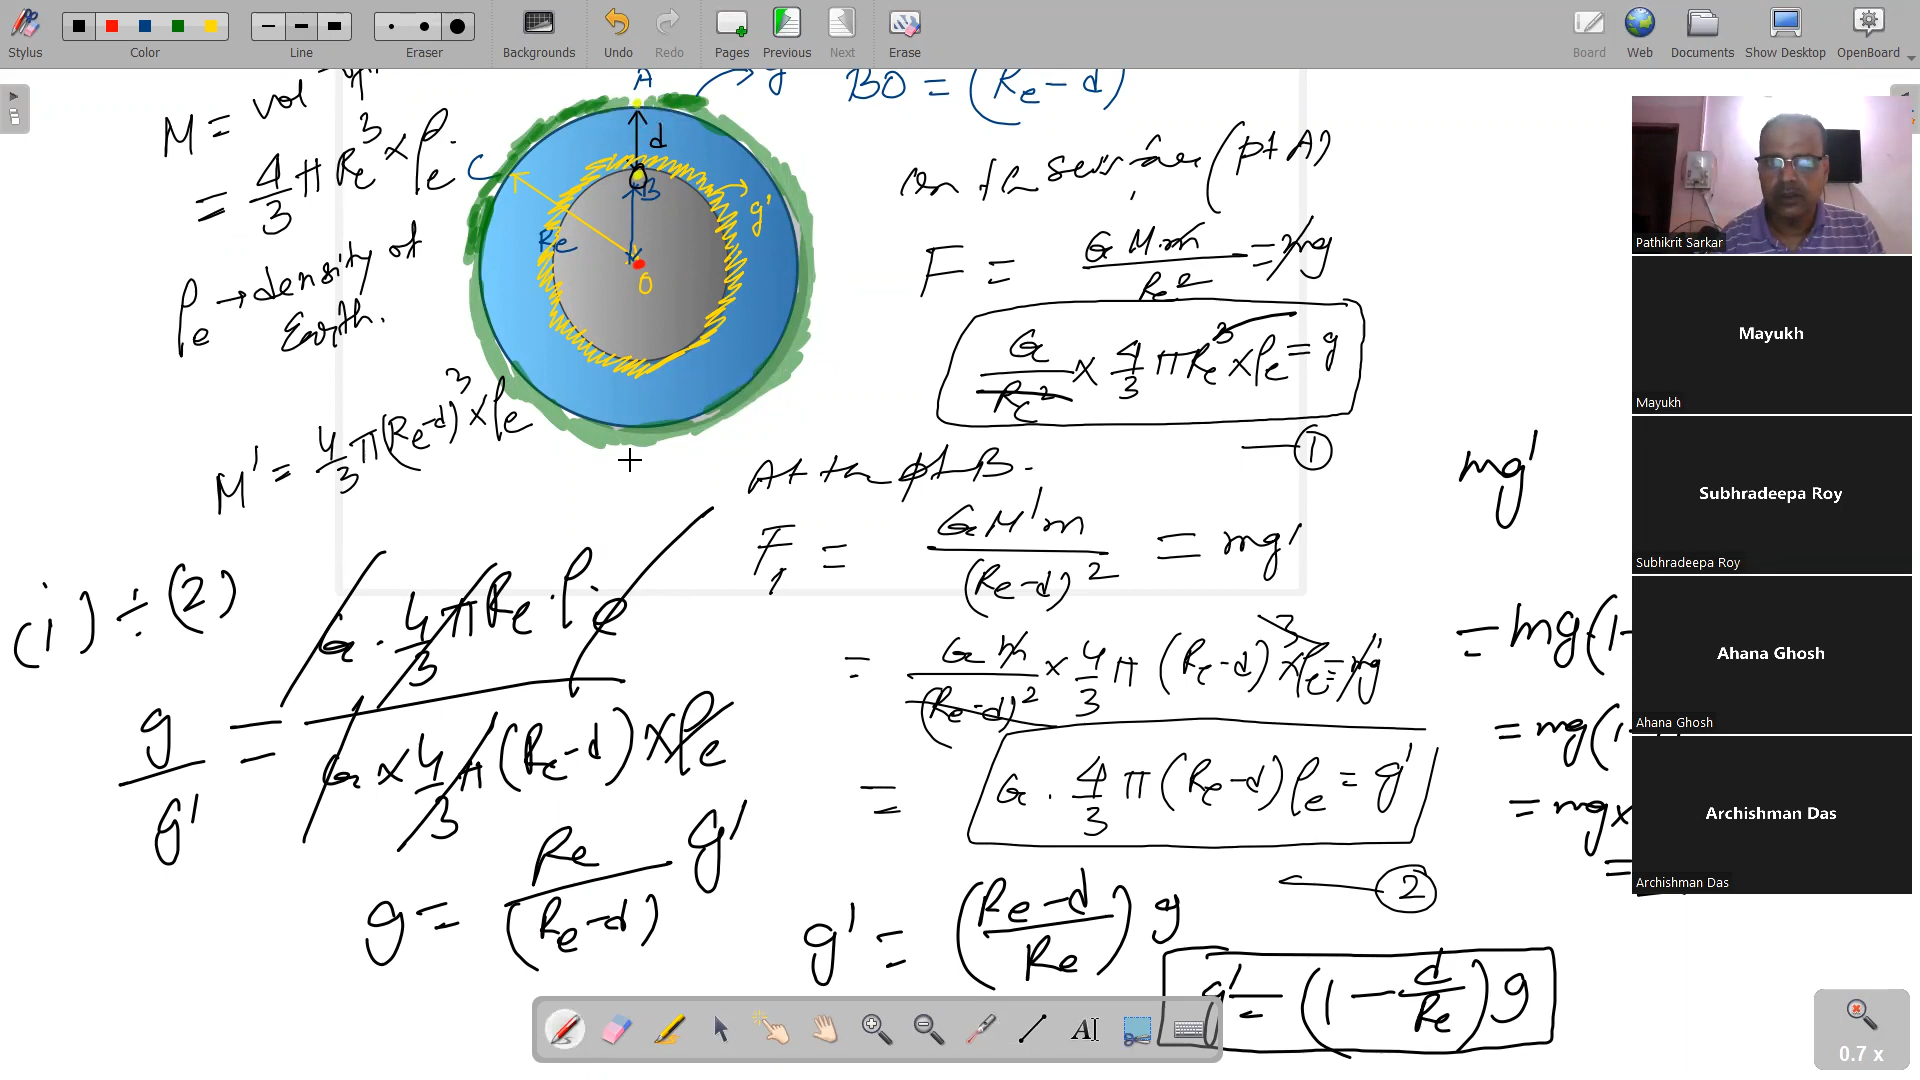 Stylus
Color
Line
Eraser
Backgrounds
Undo
Redo
Pages
Previous
Next
Erase
Board
Web
Documents
Show Desktop
OpenBoard
M = vol
= 4/3 π Re³ × ρe
ρe → density of
Earth.
M' = 4/3 π (Re-d)³ × ρe
A
g
C
d
B
Re
O
g'
BO = (Re - d)
on the surface (pt A)
F = GM.m / Re² = mg
G / Re² × 4/3 π Re³ × ρe = g
1
At the pt B.
F₁ = GM'm / (Re-d)² = mg'
= Gm / (Re-d)² × 4/3 π (Re-d)³ × ρe = mg'
= G . 4/3 π (Re-d) ρe = g'
2
(i) ÷ (2)
g / g' = G . 4/3 π Re . ρe / G × 4/3 π (Re-d) × ρe
g = Re / (Re-d) g'
g' = (Re-d / Re) g
g' = (1 - d/Re) g
mg'
= mg (1-
= mg (1-
= mg x
=
Pathikrit Sarkar
Mayukh
Mayukh
Subhradeepa Roy
Subhradeepa Roy
Ahana Ghosh
Ahana Ghosh
Archishman Das
Archishman Das
AI
0.7 x